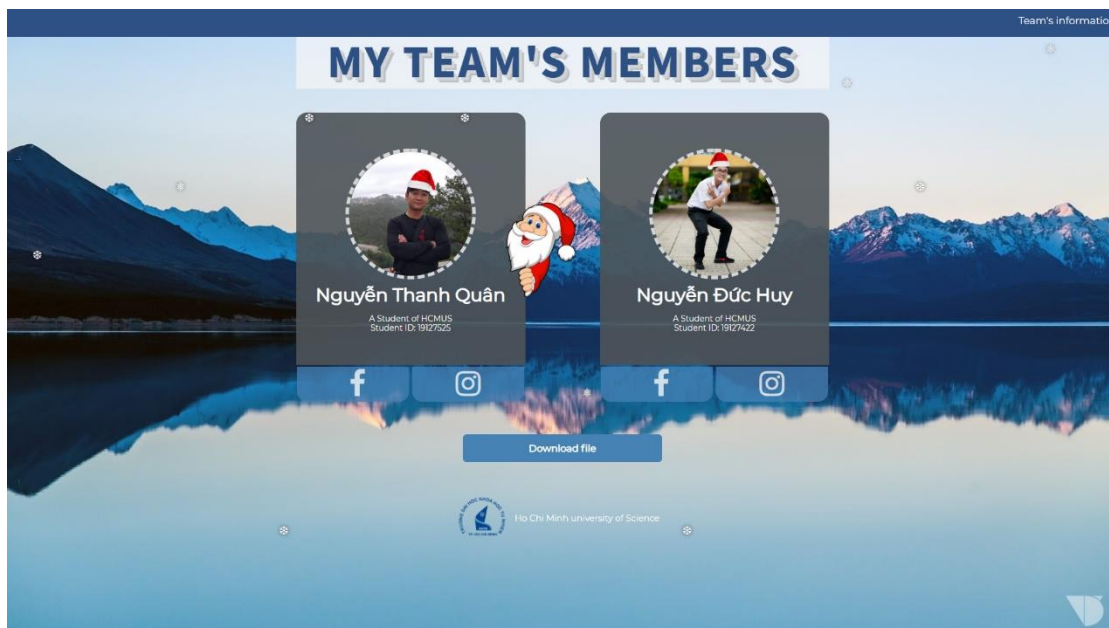 Team's informatio
MY TEAM'S MEMBERS
Nguyễn Thanh Quân
A Student of HCMUS
Student ID: 19127525
Nguyễn Đức Huy
A Student of HCMUS
Student ID: 19127422
Download file
Ho Chi Minh university of Science